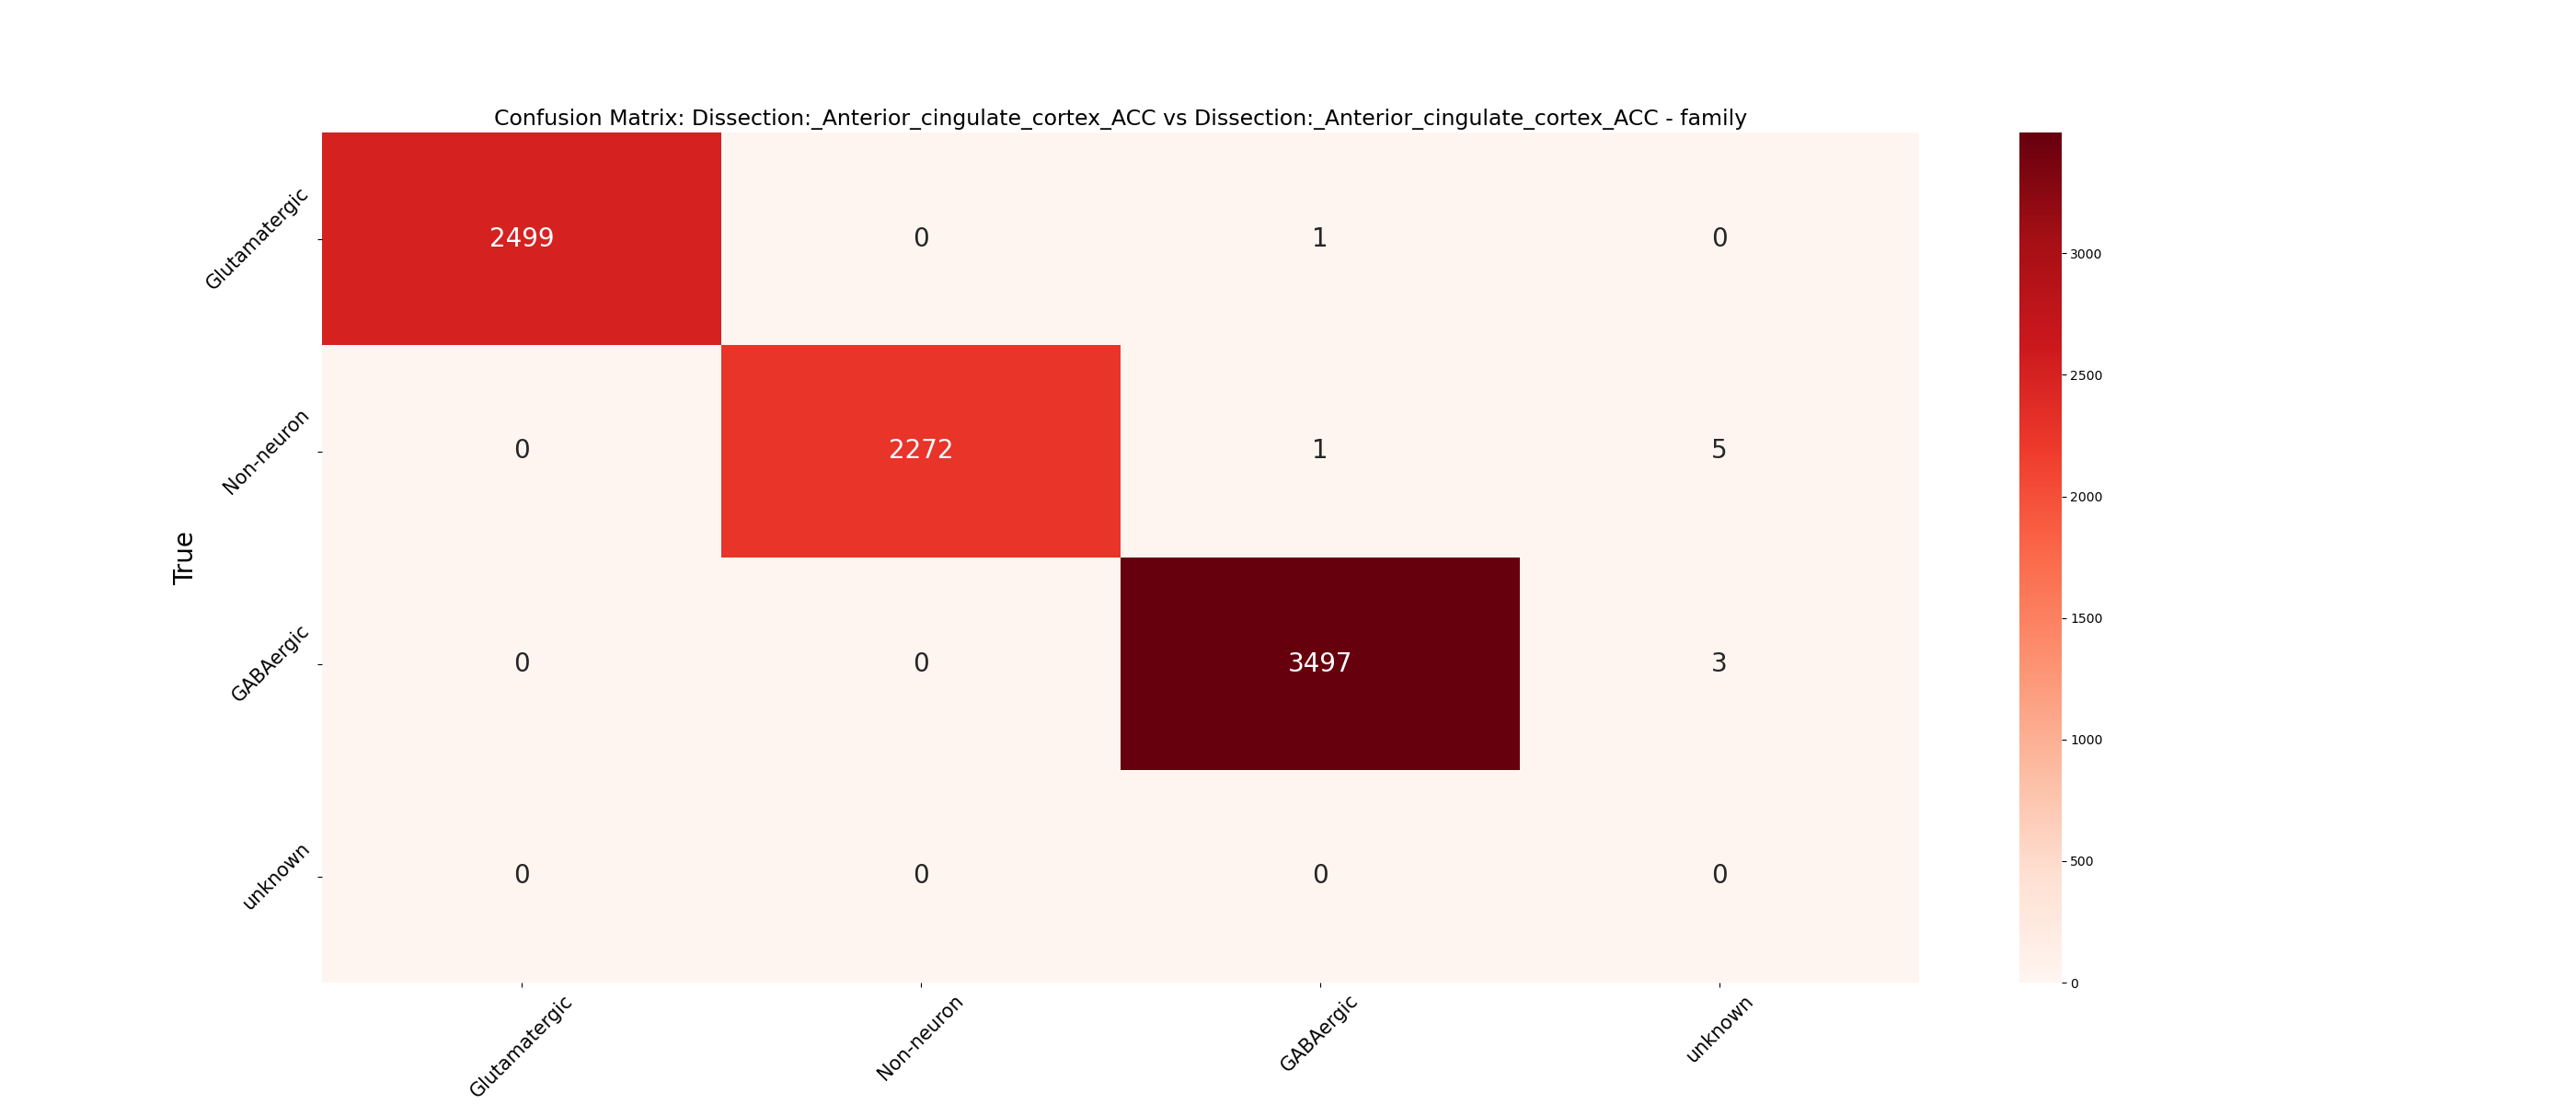 Confusion Matrix: Dissection:_Anterior_cingulate_cortex_ACC vs Dissection:_Anterior_cingulate_cortex_ACC - family
Glutamatergic
2499 0 1 0
Non-neuron
0 2272 1 5
GABAergic
0 0 3497 3
unknown
0 0 0 0
True
Glutamatergic Non-neuron GABAergic unknown
3000
2500
2000
1500
1000
500
0